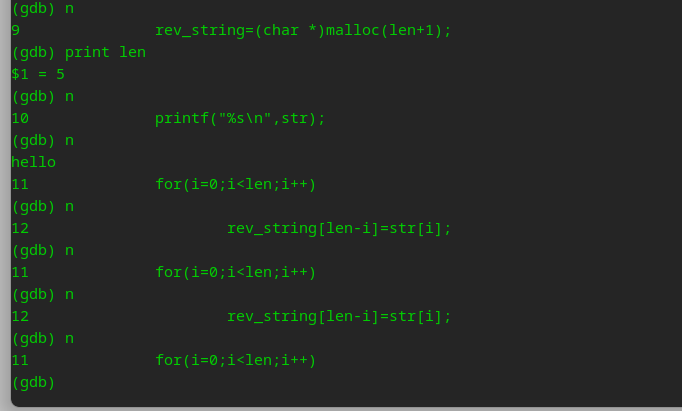 (gdb) n
9               rev_string=(char *)malloc(len+1);
(gdb) print len
$1 = 5
(gdb) n
10              printf("%s\n",str);
(gdb) n
hello
11              for(i=0;i<len;i++)
(gdb) n
12                      rev_string[len-i]=str[i];
(gdb) n
11              for(i=0;i<len;i++)
(gdb) n
12                      rev_string[len-i]=str[i];
(gdb) n
11              for(i=0;i<len;i++)
(gdb)